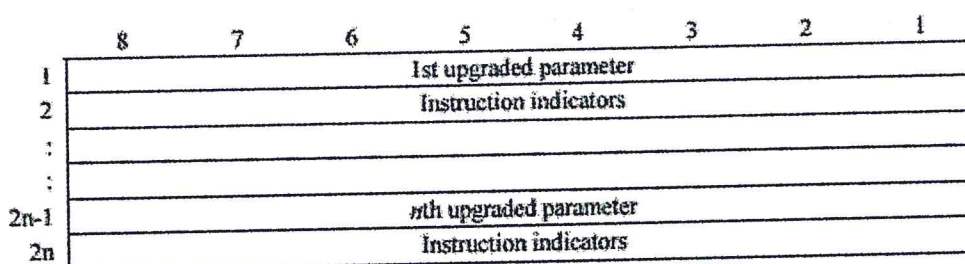 8 7 6 5 4 3 2 1
1 1st upgraded parameter
2 Instruction indicators
:
:
2n-1 nth upgraded parameter
2n Instruction indicators